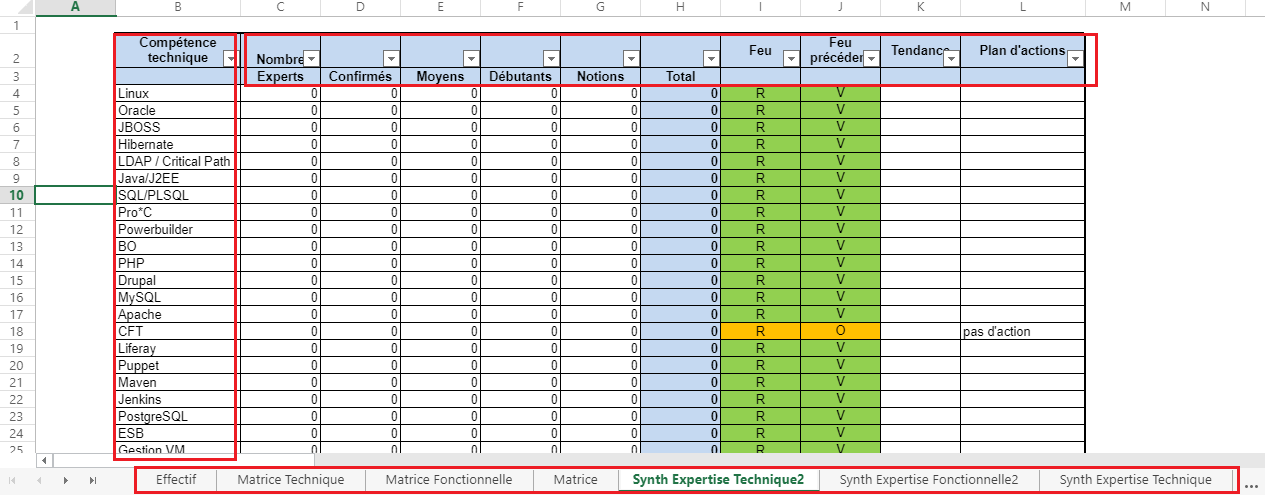 A B C D E F G H I J K L M N
1
2 Compétence technique Nombre Feu Feu précéden Tendance Plan d'actions
3 Experts Confirmés Moyens Débutants Notions Total
4 Linux 0 0 0 0 0 0 R V
5 Oracle 0 0 0 0 0 0 R V
6 JBOSS 0 0 0 0 0 0 R V
7 Hibernate 0 0 0 0 0 0 R V
8 LDAP / Critical Path 0 0 0 0 0 0 R V
9 Java/J2EE 0 0 0 0 0 0 R V
10 SQL/PLSQL 0 0 0 0 0 0 R V
11 Pro*C 0 0 0 0 0 0 R V
12 Powerbuilder 0 0 0 0 0 0 R V
13 BO 0 0 0 0 0 0 R V
14 PHP 0 0 0 0 0 0 R V
15 Drupal 0 0 0 0 0 0 R V
16 MySQL 0 0 0 0 0 0 R V
17 Apache 0 0 0 0 0 0 R V
18 CFT 0 0 0 0 0 0 R O pas d'action
19 Liferay 0 0 0 0 0 0 R V
20 Puppet 0 0 0 0 0 0 R V
21 Maven 0 0 0 0 0 0 R V
22 Jenkins 0 0 0 0 0 0 R V
23 PostgreSQL 0 0 0 0 0 0 R V
24 ESB 0 0 0 0 0 0 R V
25 Gestion VM 0 0 0 0 0 0 R V
Effectif Matrice Technique Matrice Fonctionnelle Matrice Synth Expertise Technique2 Synth Expertise Fonctionnelle2 Synth Expertise Technique ...